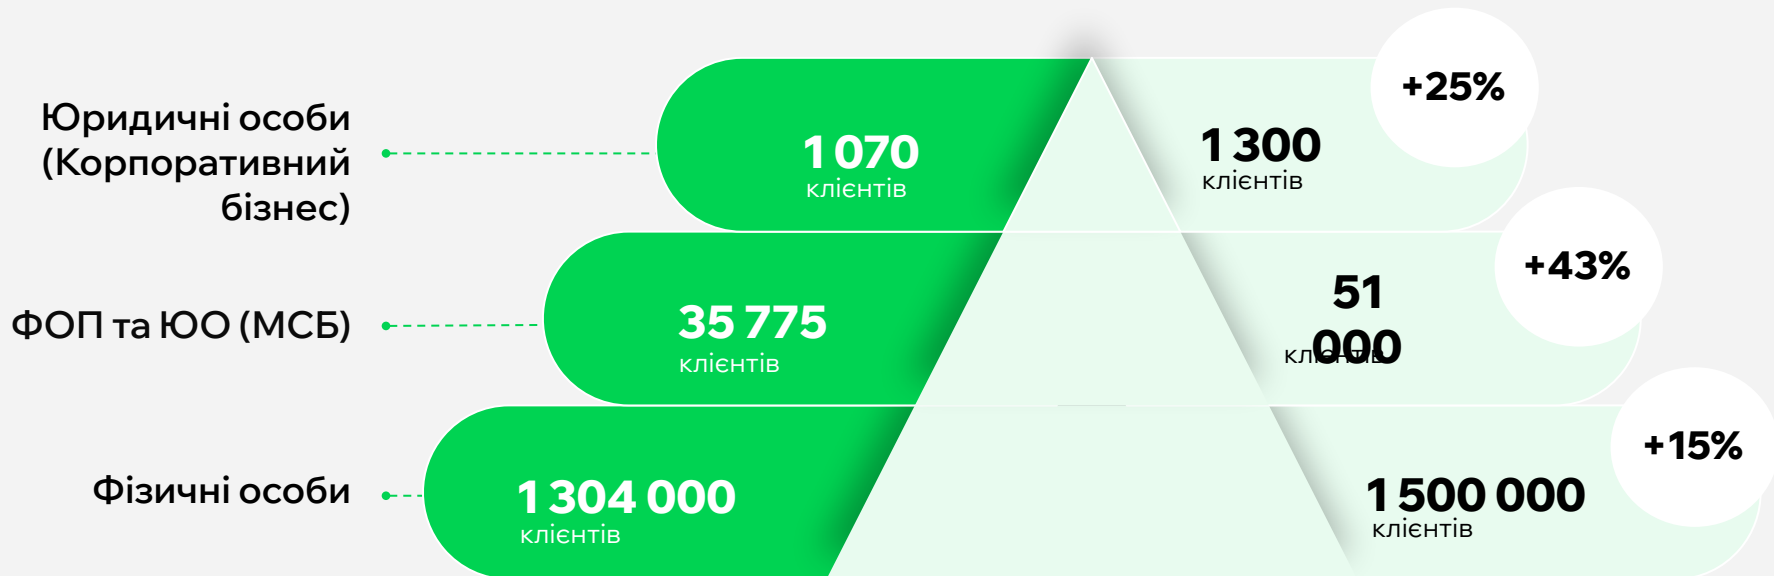 Юридичні особи
(Корпоративний
бізнес)
1 070
клієнтів
1 300
клієнтів
+25%
ФОП та ЮО (МСБ)
35 775
клієнтів
51
000
клієнтів
+43%
Фізичні особи
1 304 000
клієнтів
1 500 000
клієнтів
+15%